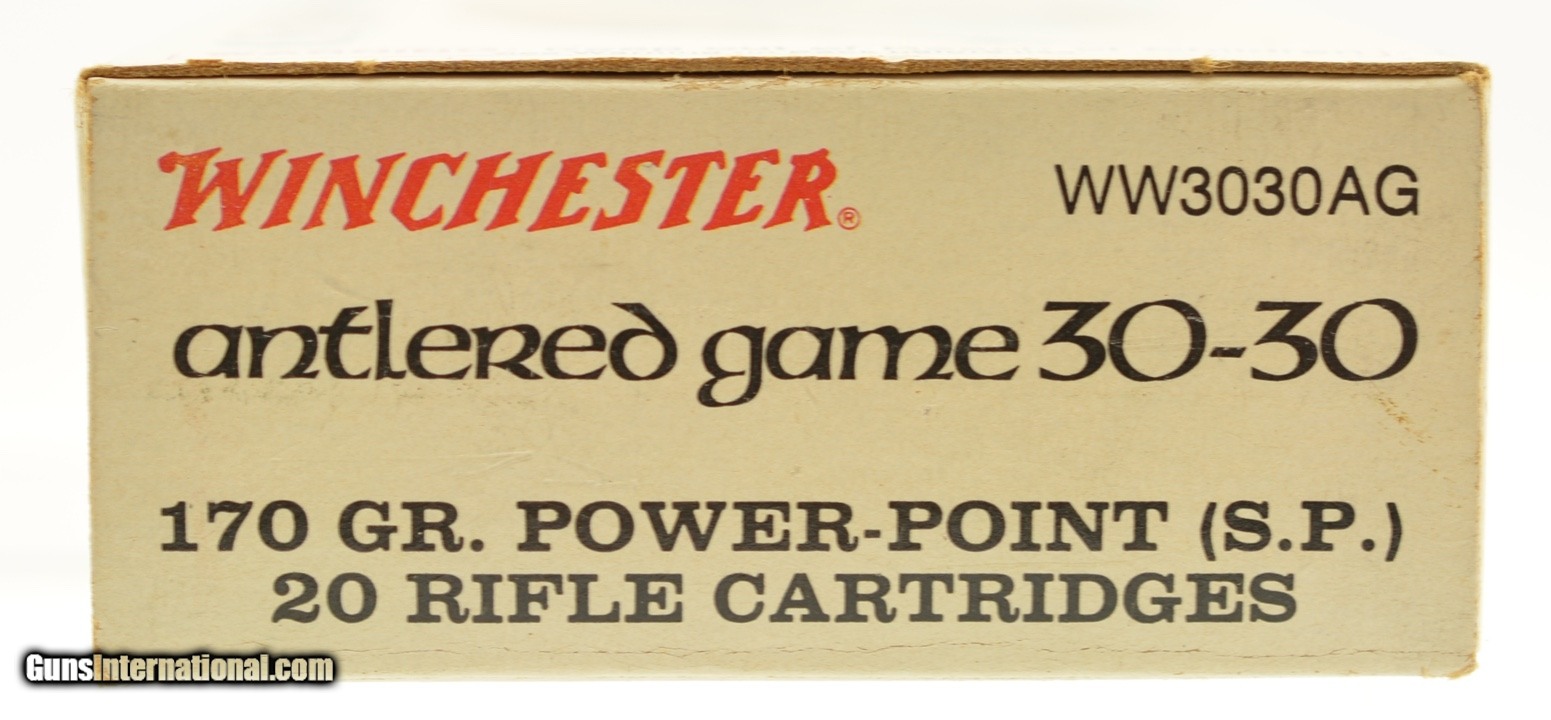 WINCHESTER® WW3030AG
antlered game 30-30
170 GR. POWER-POINT (S.P.)
20 RIFLE CARTRIDGES
GunsInternational.com